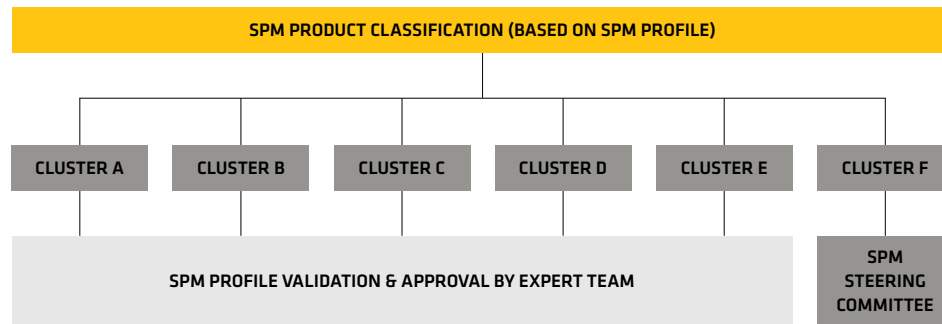 SPM PRODUCT CLASSIFICATION (BASED ON SPM PROFILE)
CLUSTER A
CLUSTER B
CLUSTER C
CLUSTER D
CLUSTER E
CLUSTER F
SPM PROFILE VALIDATION & APPROVAL BY EXPERT TEAM
SPM
STEERING
COMMITTEE